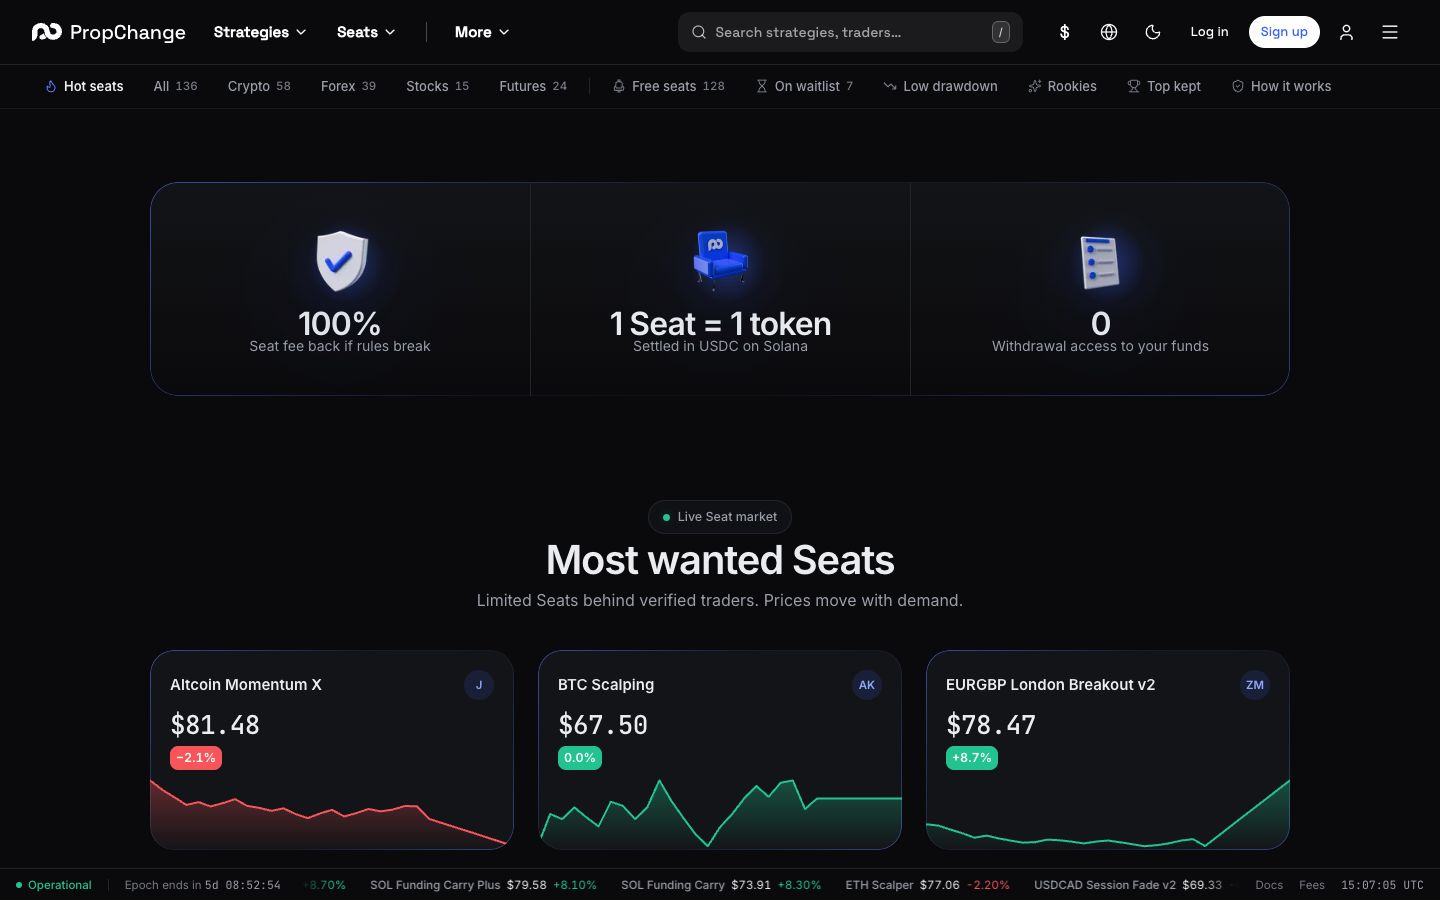 PropChange Strategies Seats More Search strategies, traders... / $ Log in Sign up
Hot seats All 136 Crypto 58 Forex 39 Stocks 15 Futures 24 Free seats 128 On waitlist 7 Low drawdown Rookies Top kept How it works
100%
Seat fee back if rules break
1 Seat = 1 token
Settled in USDC on Solana
0
Withdrawal access to your funds
Live Seat market
Most wanted Seats
Limited Seats behind verified traders. Prices move with demand.
Altcoin Momentum X J
$81.48
−2.1%
BTC Scalping AK
$67.50
0.0%
EURGBP London Breakout v2 ZM
$78.47
+8.7%
Operational Epoch ends in 5d 08:52:54 +8.70% SOL Funding Carry Plus $79.58 +8.10% SOL Funding Carry $73.91 +8.30% ETH Scalper $77.06 -2.20% USDCAD Session Fade v2 $69.33 Docs Fees 15:07:05 UTC